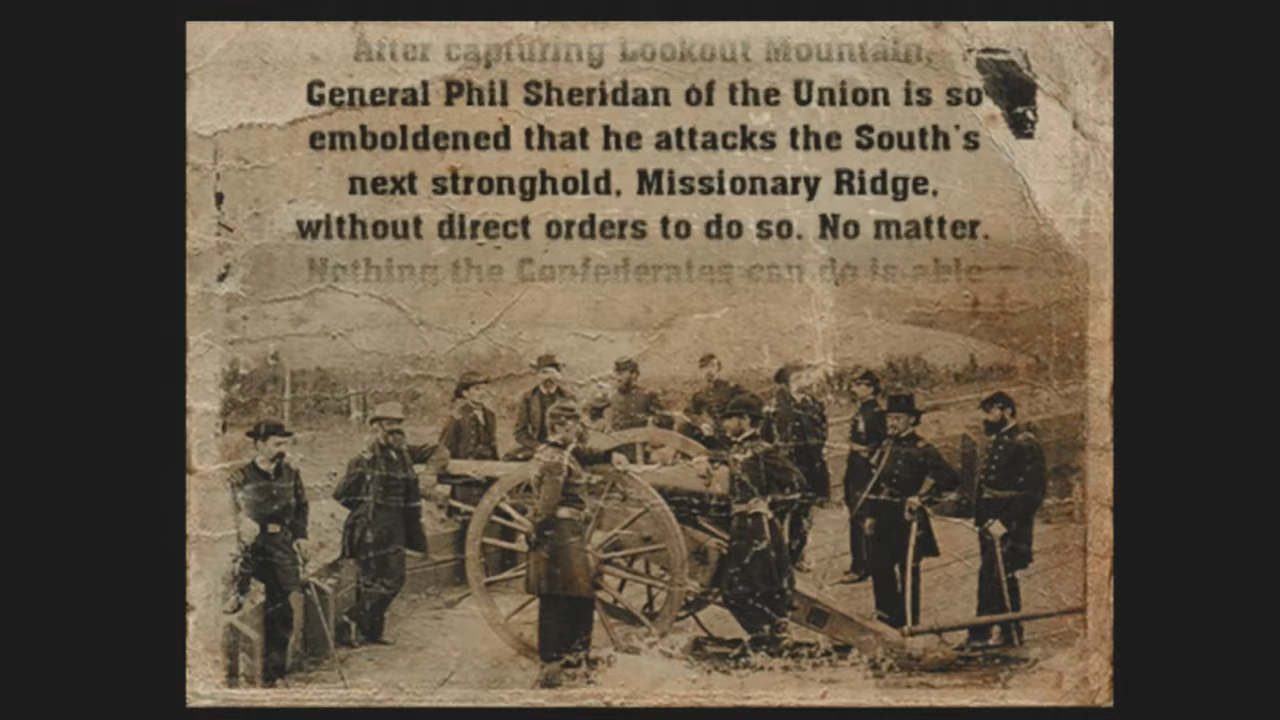 After capturing Lookout Mountain,
General Phil Sheridan of the Union is so
emboldened that he attacks the South's
next stronghold, Missionary Ridge,
without direct orders to do so. No matter.
Nothing the Confederates can do is able